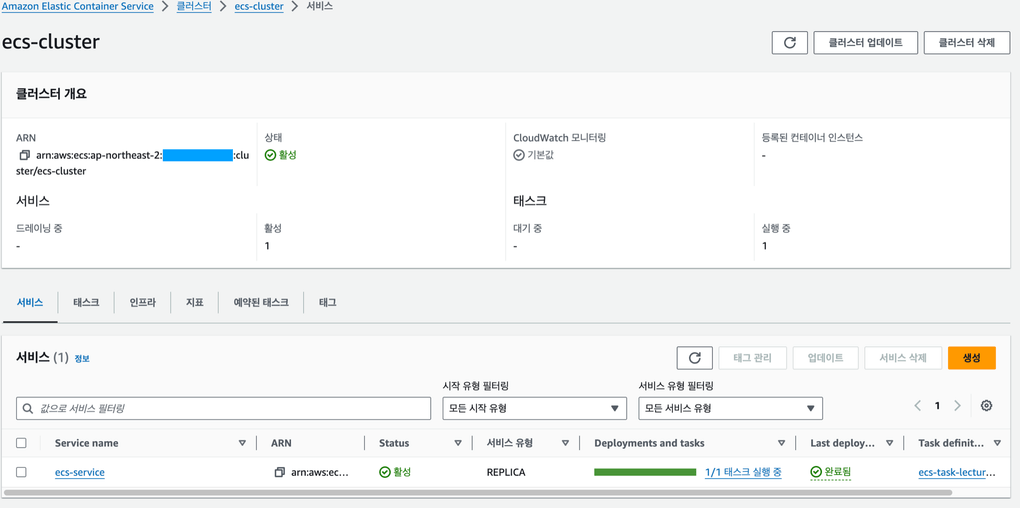 Amazon Elastic Container Service > 클러스터 > ecs-cluster > 서비스
ecs-cluster
클러스터 업데이트
클러스터 삭제
클러스터 개요
ARN
상태
CloudWatch 모니터링
등록된 컨테이너 인스턴스
arn:aws:ecs:ap-northeast-2: :clu
ster/ecs-cluster
활성
기본값
-
서비스
태스크
드레이닝 중
활성
대기 중
실행 중
-
1
-
1
서비스
태스크
인프라
지표
예약된 태스크
태그
서비스 (1) 정보
태그 관리
업데이트
서비스 삭제
생성
시작 유형 필터링
서비스 유형 필터링
값으로 서비스 필터링
모든 시작 유형
모든 서비스 유형
1
Service name
ARN
Status
서비스 유형
Deployments and tasks
Last deploy...
Task definit...
ecs-service
arn:aws:ec...
활성
REPLICA
1/1 태스크 실행 중
완료됨
ecs-task-lectur...